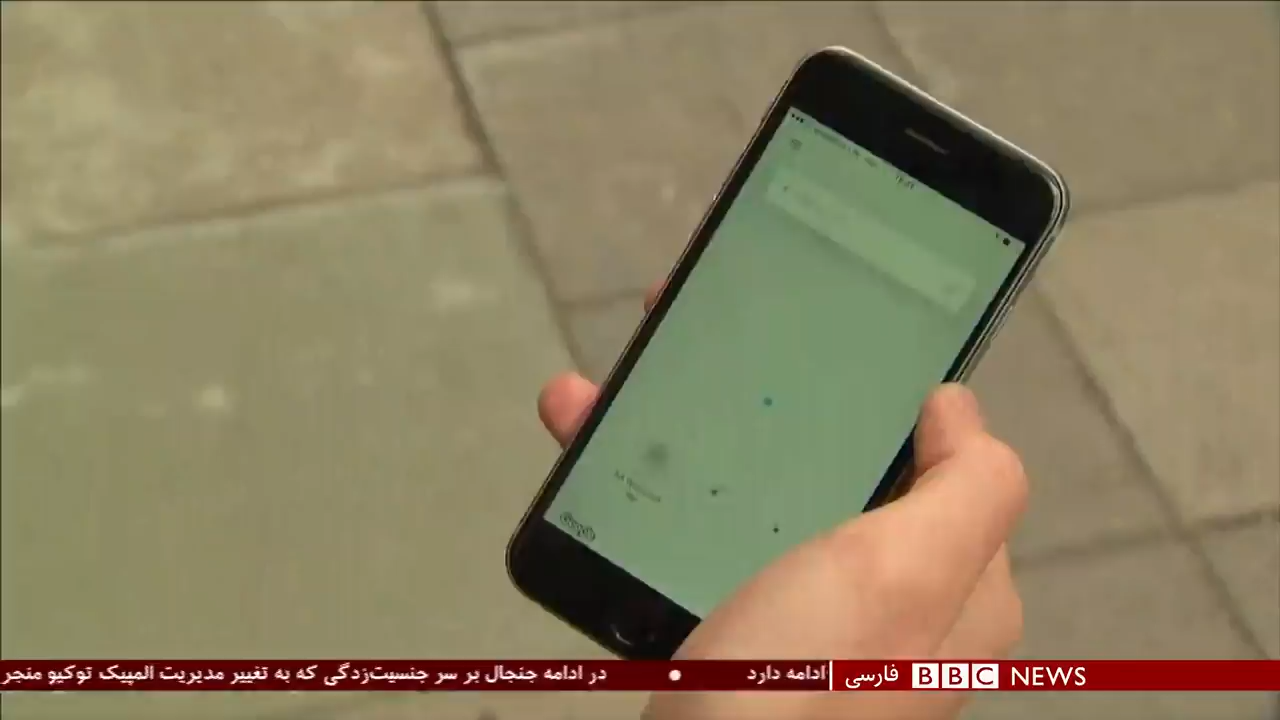 Google
در ادامه جنجال بر سر جنسیت‌زدگی که به تغییر مدیریت المپیک توکیو منجر • ادامه دارد
BBC NEWS فارسی